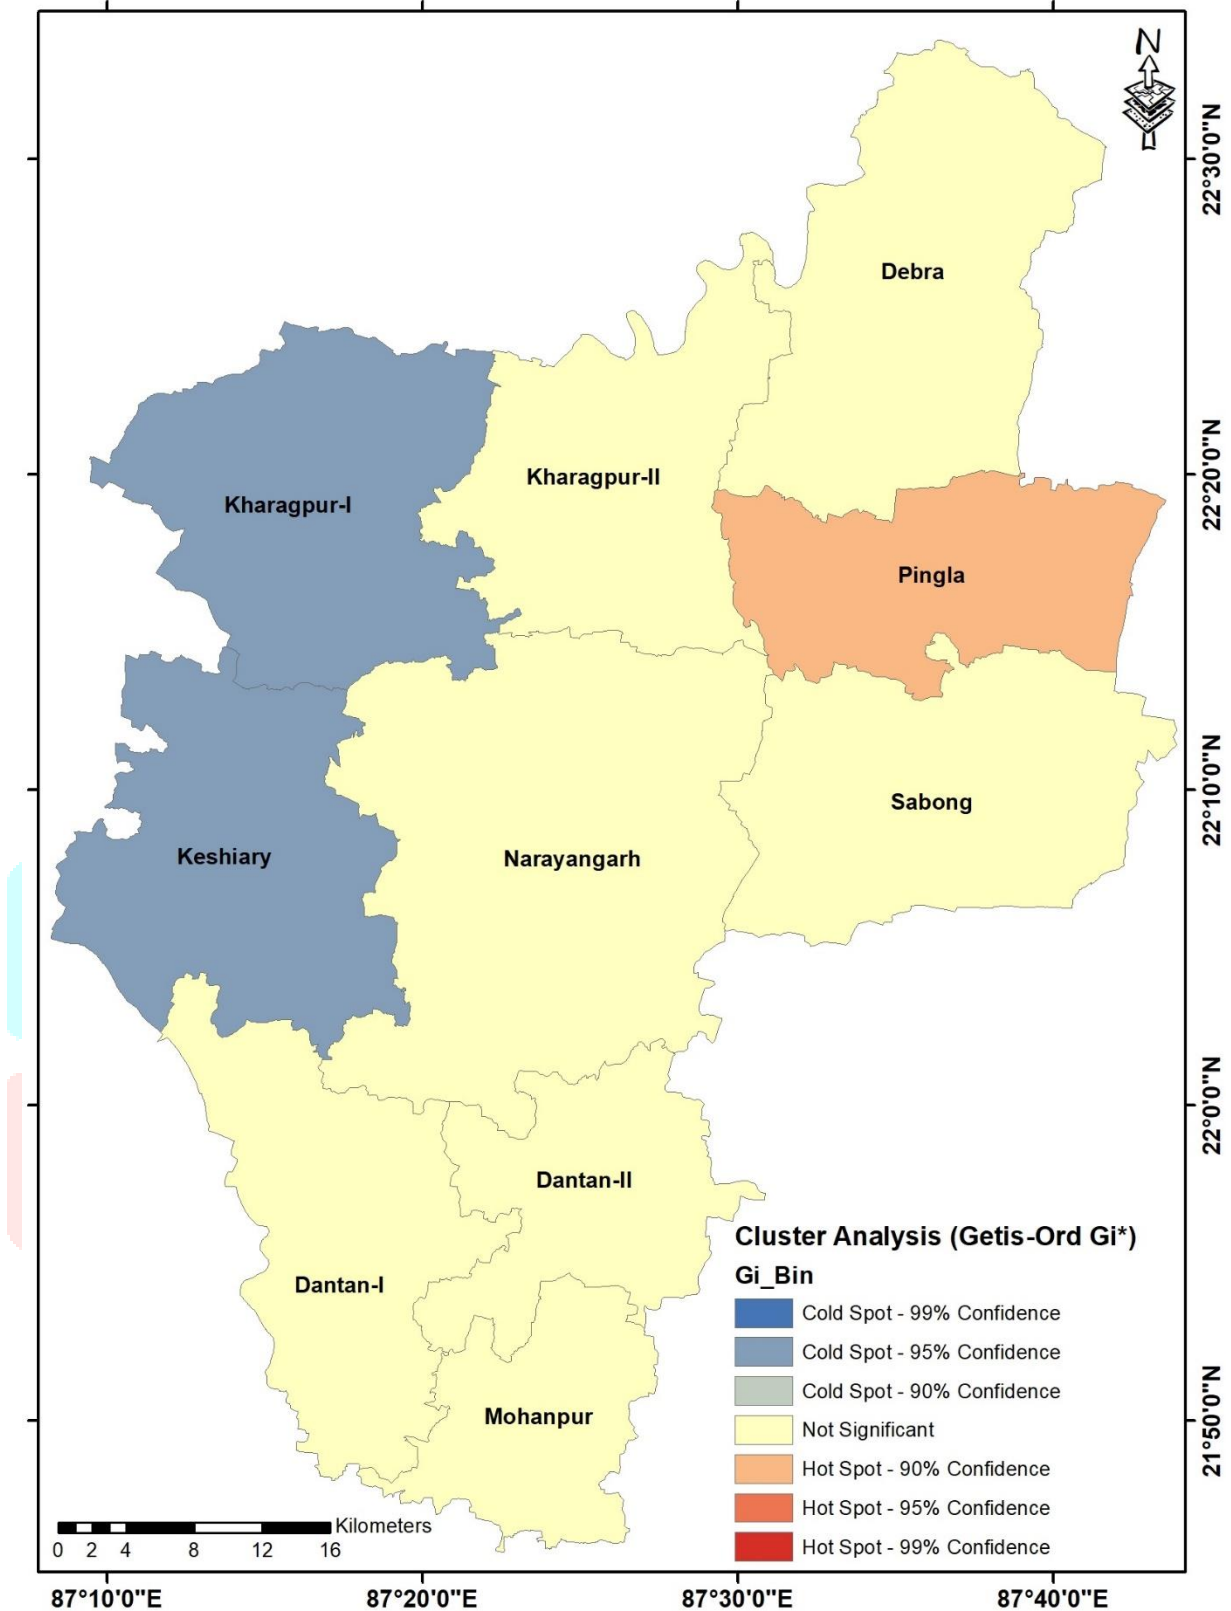 N
Debra
Kharagpur-II
Kharagpur-I
Pingla
Sabong
Keshiary
Narayangarh
Dantan-II
Dantan-I
Mohanpur
Cluster Analysis (Getis-Ord Gi*)
Gi_Bin
Cold Spot - 99% Confidence
Cold Spot - 95% Confidence
Cold Spot - 90% Confidence
Not Significant
Hot Spot - 90% Confidence
Hot Spot - 95% Confidence
Hot Spot - 99% Confidence
Kilometers
0 2 4 8 12 16
87°10'0"E 87°20'0"E 87°30'0"E 87°40'0"E
22°30'0"N
22°20'0"N
22°10'0"N
22°0'0"N
21°50'0"N